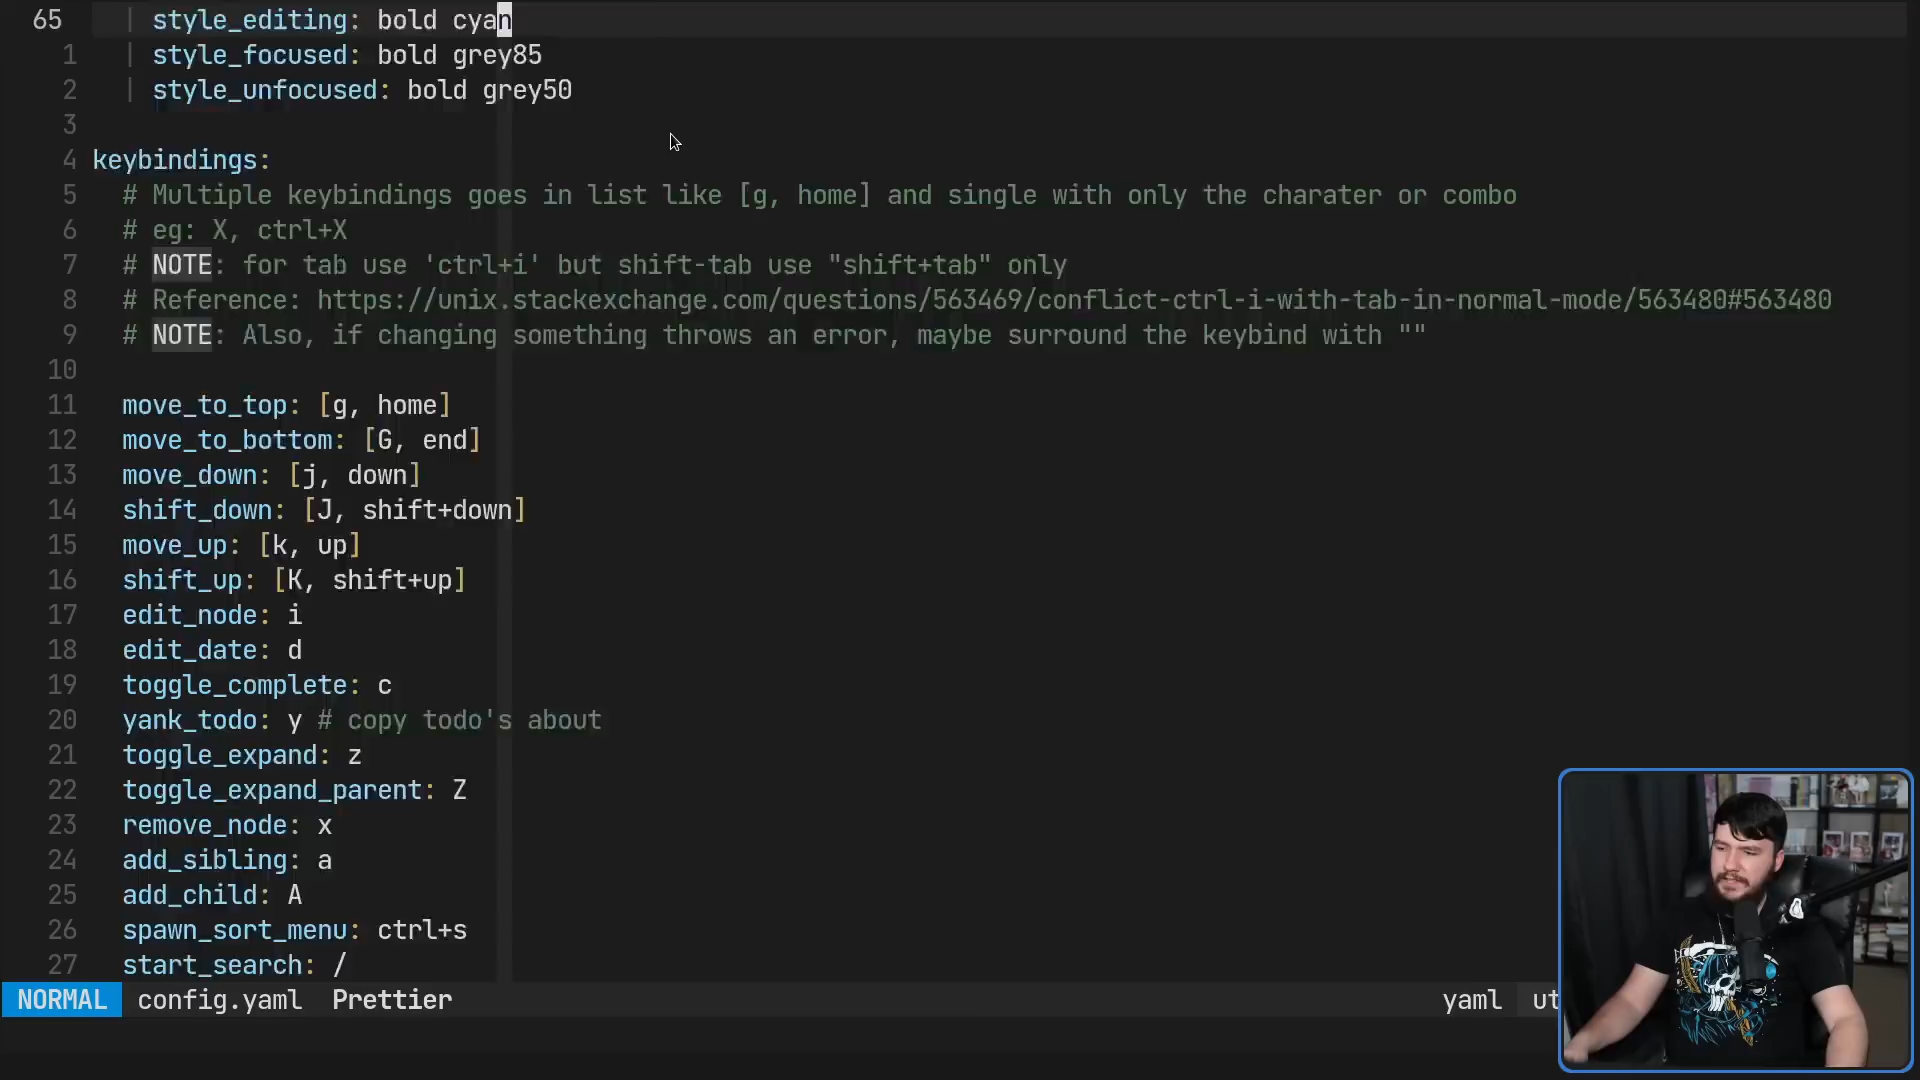 65 | style_editing: bold cyan
1 | style_focused: bold grey85
2 | style_unfocused: bold grey50
3
4 keybindings:
5 # Multiple keybindings goes in list like [g, home] and single with only the charater or combo
6 # eg: X, ctrl+X
7 # NOTE: for tab use 'ctrl+i' but shift-tab use "shift+tab" only
8 # Reference: https://unix.stackexchange.com/questions/563469/conflict-ctrl-i-with-tab-in-normal-mode/563480#563480
9 # NOTE: Also, if changing something throws an error, maybe surround the keybind with ""
10
11 move_to_top: [g, home]
12 move_to_bottom: [G, end]
13 move_down: [j, down]
14 shift_down: [J, shift+down]
15 move_up: [k, up]
16 shift_up: [K, shift+up]
17 edit_node: i
18 edit_date: d
19 toggle_complete: c
20 yank_todo: y # copy todo's about
21 toggle_expand: z
22 toggle_expand_parent: Z
23 remove_node: x
24 add_sibling: a
25 add_child: A
26 spawn_sort_menu: ctrl+s
27 start_search: /
NORMAL config.yaml Prettier yaml ut